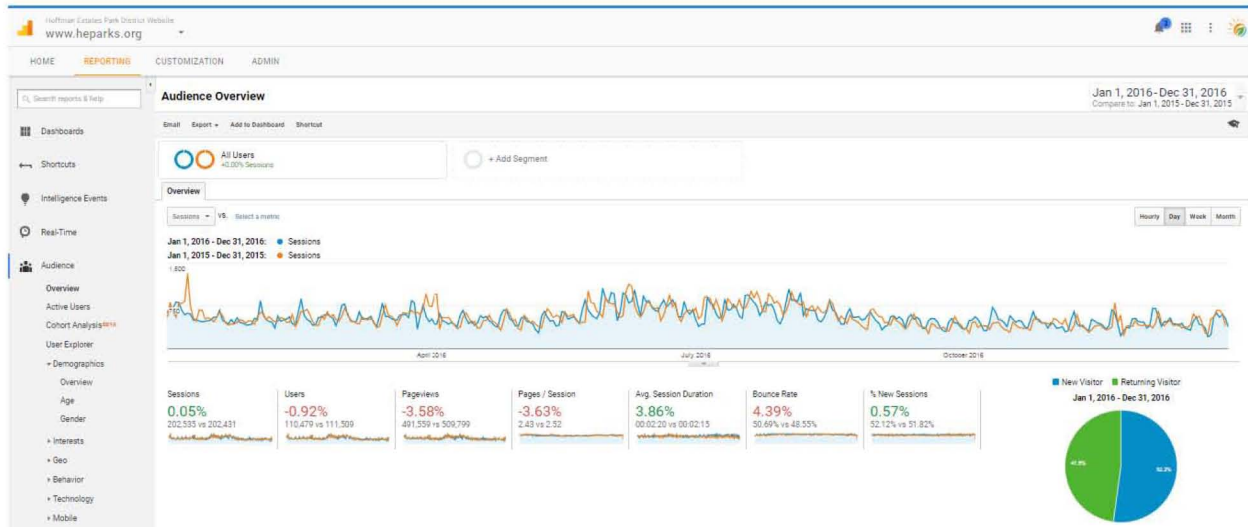 Hoffman Estates Park District Website
www.heparks.org
HOME REPORTING CUSTOMIZATION ADMIN
Search reports & help
Dashboards
Shortcuts
Intelligence Events
Real-Time
Audience
Overview
Active Users
Cohort Analysis BETA
User Explorer
Demographics
Overview
Age
Gender
Interests
Geo
Behavior
Technology
Mobile
Audience Overview
Jan 1, 2016 - Dec 31, 2016
Compare to: Jan 1, 2015 - Dec 31, 2015
Email Export Add to Dashboard Shortcut
All Users
+0.00% Sessions
+ Add Segment
Overview
Sessions VS. Select a metric
Hourly Day Week Month
Jan 1, 2016 - Dec 31, 2016: Sessions
Jan 1, 2015 - Dec 31, 2015: Sessions
1,500
750
April 2016 July 2016 October 2016
Sessions
0.05%
202,535 vs 202,431
Users
-0.92%
110,479 vs 111,509
Pageviews
-3.58%
491,559 vs 509,799
Pages / Session
-3.63%
2.43 vs 2.52
Avg. Session Duration
3.86%
00:02:20 vs 00:02:15
Bounce Rate
4.39%
50.69% vs 48.55%
% New Sessions
0.57%
52.12% vs 51.82%
New Visitor Returning Visitor
Jan 1, 2016 - Dec 31, 2016
47.9%